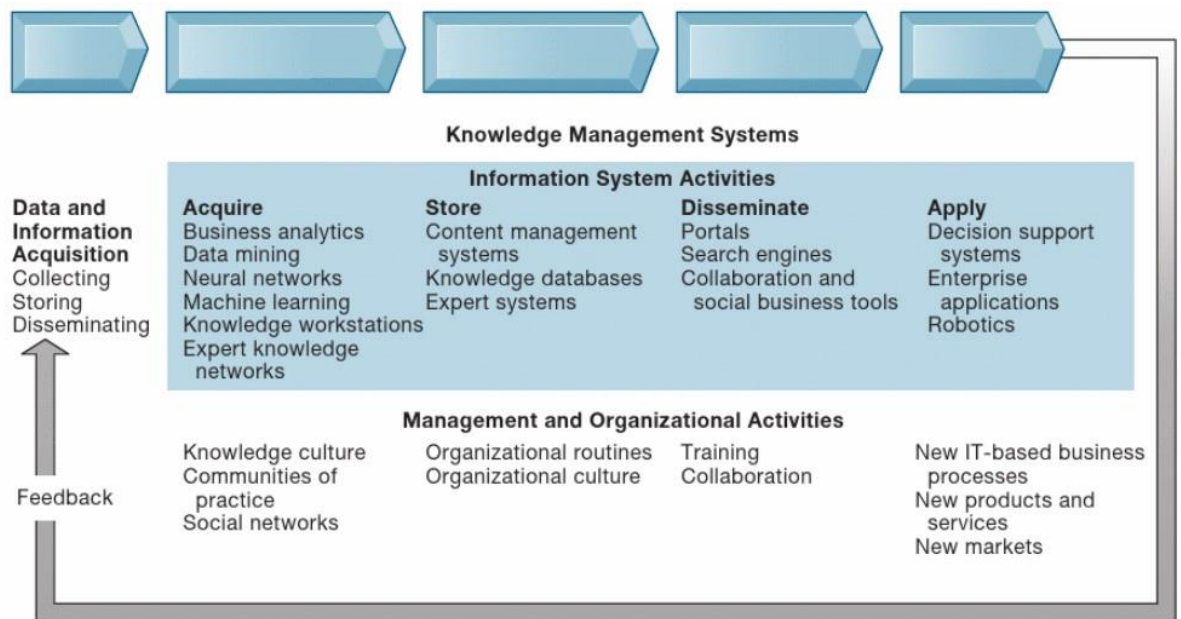 Knowledge Management Systems
Information System Activities
Data and
Information
Acquisition
Collecting
Storing
Disseminating
Acquire
Business analytics
Data mining
Neural networks
Machine learning
Knowledge workstations
Expert knowledge
networks
Store
Content management
systems
Knowledge databases
Expert systems
Disseminate
Portals
Search engines
Collaboration and
social business tools
Apply
Decision support
systems
Enterprise
applications
Robotics
Management and Organizational Activities
Knowledge culture
Communities of
practice
Social networks
Organizational routines
Organizational culture
Training
Collaboration
New IT-based business
processes
New products and
services
New markets
Feedback